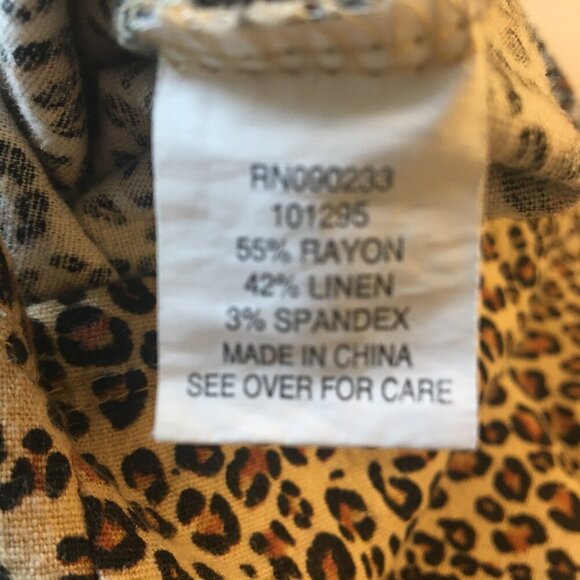 RN090233
101295
55% RAYON
42% LINEN
3% SPANDEX
MADE IN CHINA
SEE OVER FOR CARE